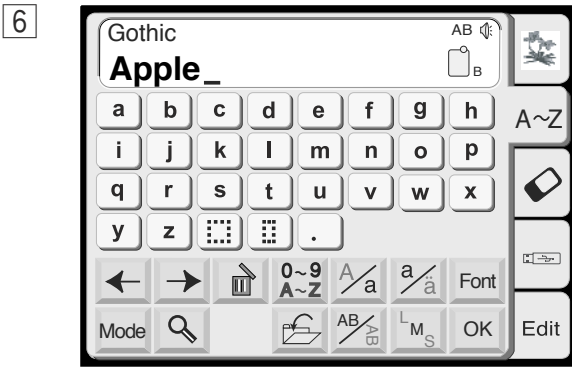 6
Gothic AB
Apple_
B
a b c d e f g h
A~Z
i j k l m n o p
q r s t u v w x
y z .
0~9
A~Z
A/a
a/ä
Font
Mode
AB/AB
L M S
OK
Edit